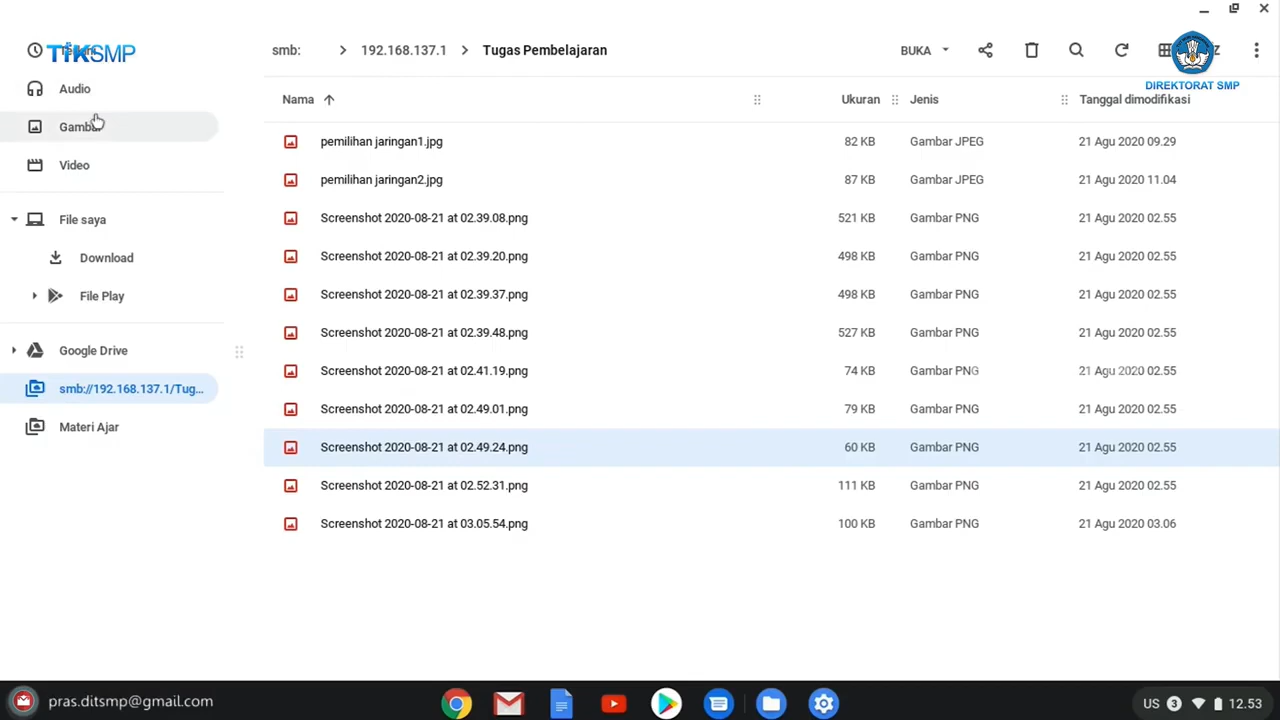 TIKSMP
smb: 192.168.137.1 Tugas Pembelajaran
BUKA
DIREKTORAT SMP
Audio
Gambar
Video
File saya
Download
File Play
Google Drive
smb://192.168.137.1/Tug...
Materi Ajar
Nama Ukuran Jenis Tanggal dimodifikasi
pemilihan jaringan1.jpg 82 KB Gambar JPEG 21 Agu 2020 09.29
pemilihan jaringan2.jpg 87 KB Gambar JPEG 21 Agu 2020 11.04
Screenshot 2020-08-21 at 02.39.08.png 521 KB Gambar PNG 21 Agu 2020 02.55
Screenshot 2020-08-21 at 02.39.20.png 498 KB Gambar PNG 21 Agu 2020 02.55
Screenshot 2020-08-21 at 02.39.37.png 498 KB Gambar PNG 21 Agu 2020 02.55
Screenshot 2020-08-21 at 02.39.48.png 527 KB Gambar PNG 21 Agu 2020 02.55
Screenshot 2020-08-21 at 02.41.19.png 74 KB Gambar PNG 21 Agu 2020 02.55
Screenshot 2020-08-21 at 02.49.01.png 79 KB Gambar PNG 21 Agu 2020 02.55
Screenshot 2020-08-21 at 02.49.24.png 60 KB Gambar PNG 21 Agu 2020 02.55
Screenshot 2020-08-21 at 02.52.31.png 111 KB Gambar PNG 21 Agu 2020 02.55
Screenshot 2020-08-21 at 03.05.54.png 100 KB Gambar PNG 21 Agu 2020 03.06
pras.ditsmp@gmail.com
US 3 12.53